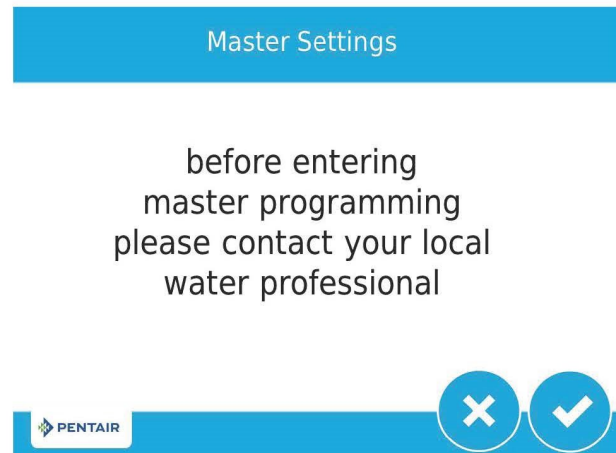 Master Settings
before entering
master programming
please contact your local
water professional
PENTAIR